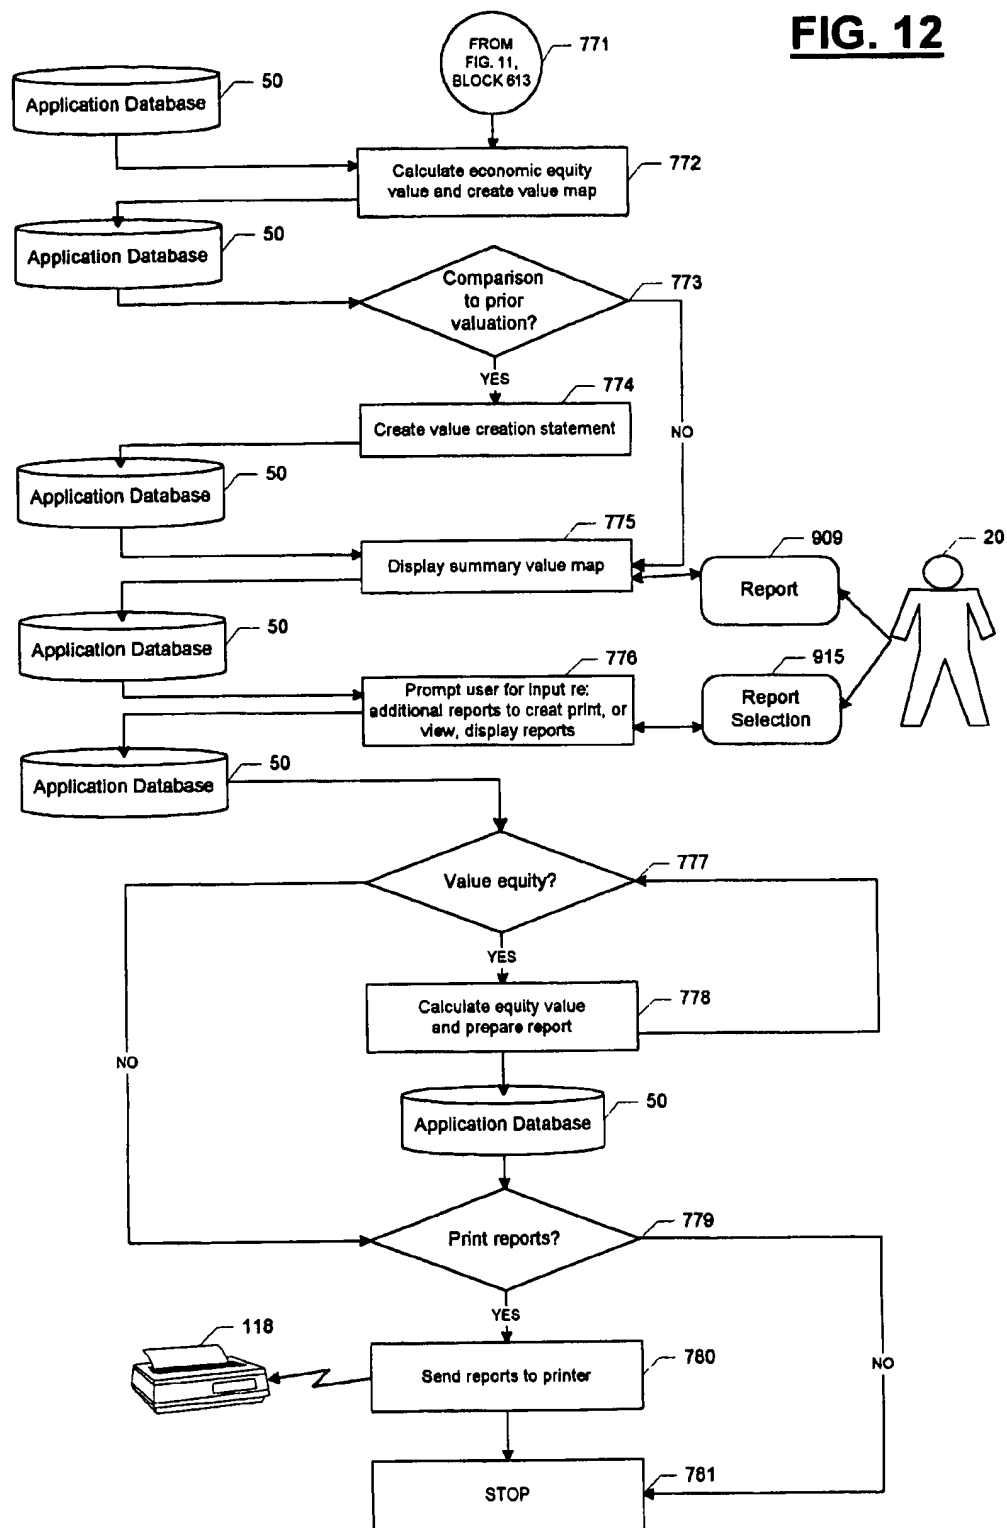 FIG. 12
FROM
FIG. 11,
BLOCK 613
771
Application Database
50
Calculate economic equity
value and create value map
772
Application Database
50
Comparison
to prior
valuation?
773
YES
NO
774
Create value creation statement
Application Database
50
775
Display summary value map
909
Report
20
Application Database
50
776
Prompt user for input re:
additional reports to creat print, or
view, display reports
915
Report
Selection
Application Database
50
Value equity?
777
YES
NO
Calculate equity value
and prepare report
778
Application Database
50
Print reports?
779
YES
NO
118
Send reports to printer
780
STOP
781